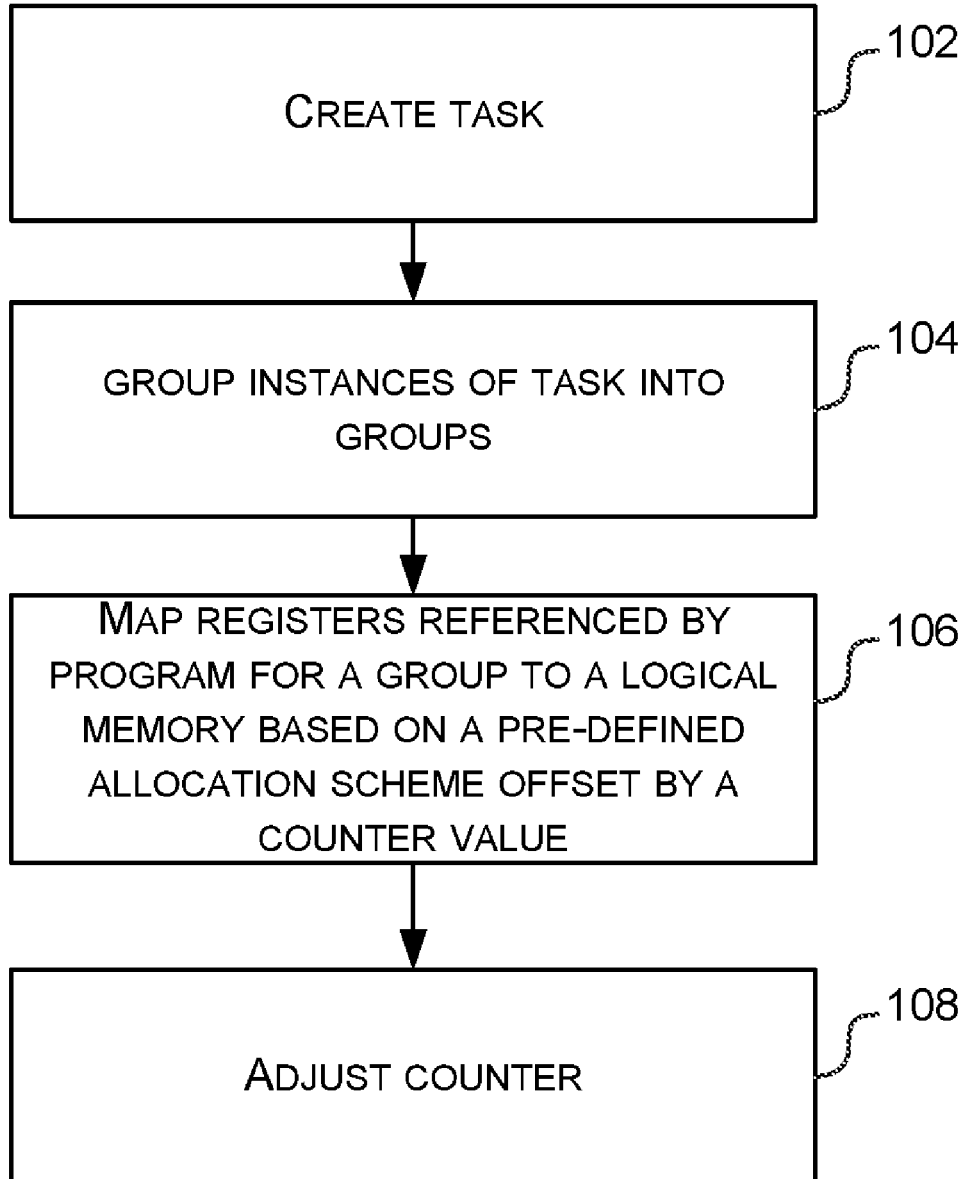 CREATE TASK
102
GROUP INSTANCES OF TASK INTO
GROUPS
104
MAP REGISTERS REFERENCED BY
PROGRAM FOR A GROUP TO A LOGICAL
MEMORY BASED ON A PRE-DEFINED
ALLOCATION SCHEME OFFSET BY A
COUNTER VALUE
106
ADJUST COUNTER
108